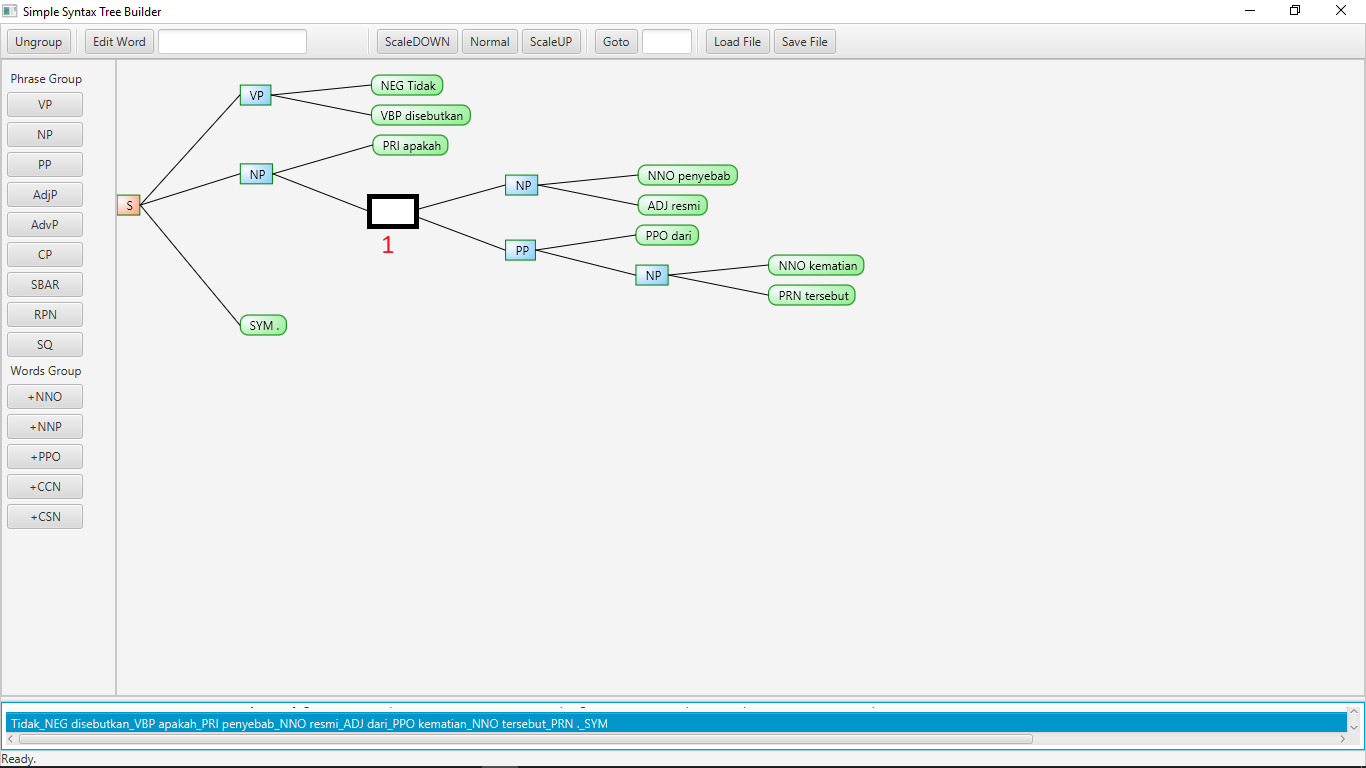 Simple Syntax Tree Builder
Ungroup Edit Word ScaleDOWN Normal ScaleUP Goto Load File Save File
Phrase Group
VP
NP
PP
AdjP
AdvP
CP
SBAR
RPN
SQ
Words Group
+NNO
+NNP
+PPO
+CCN
+CSN
S
VP
NEG Tidak
VBP disebutkan
NP
PRI apakah
1
NP
NNO penyebab
ADJ resmi
PP
PPO dari
NP
NNO kematian
PRN tersebut
SYM .
Tidak_NEG disebutkan_VBP apakah_PRI penyebab_NNO resmi_ADJ dari_PPO kematian_NNO tersebut_PRN ._SYM
Ready.